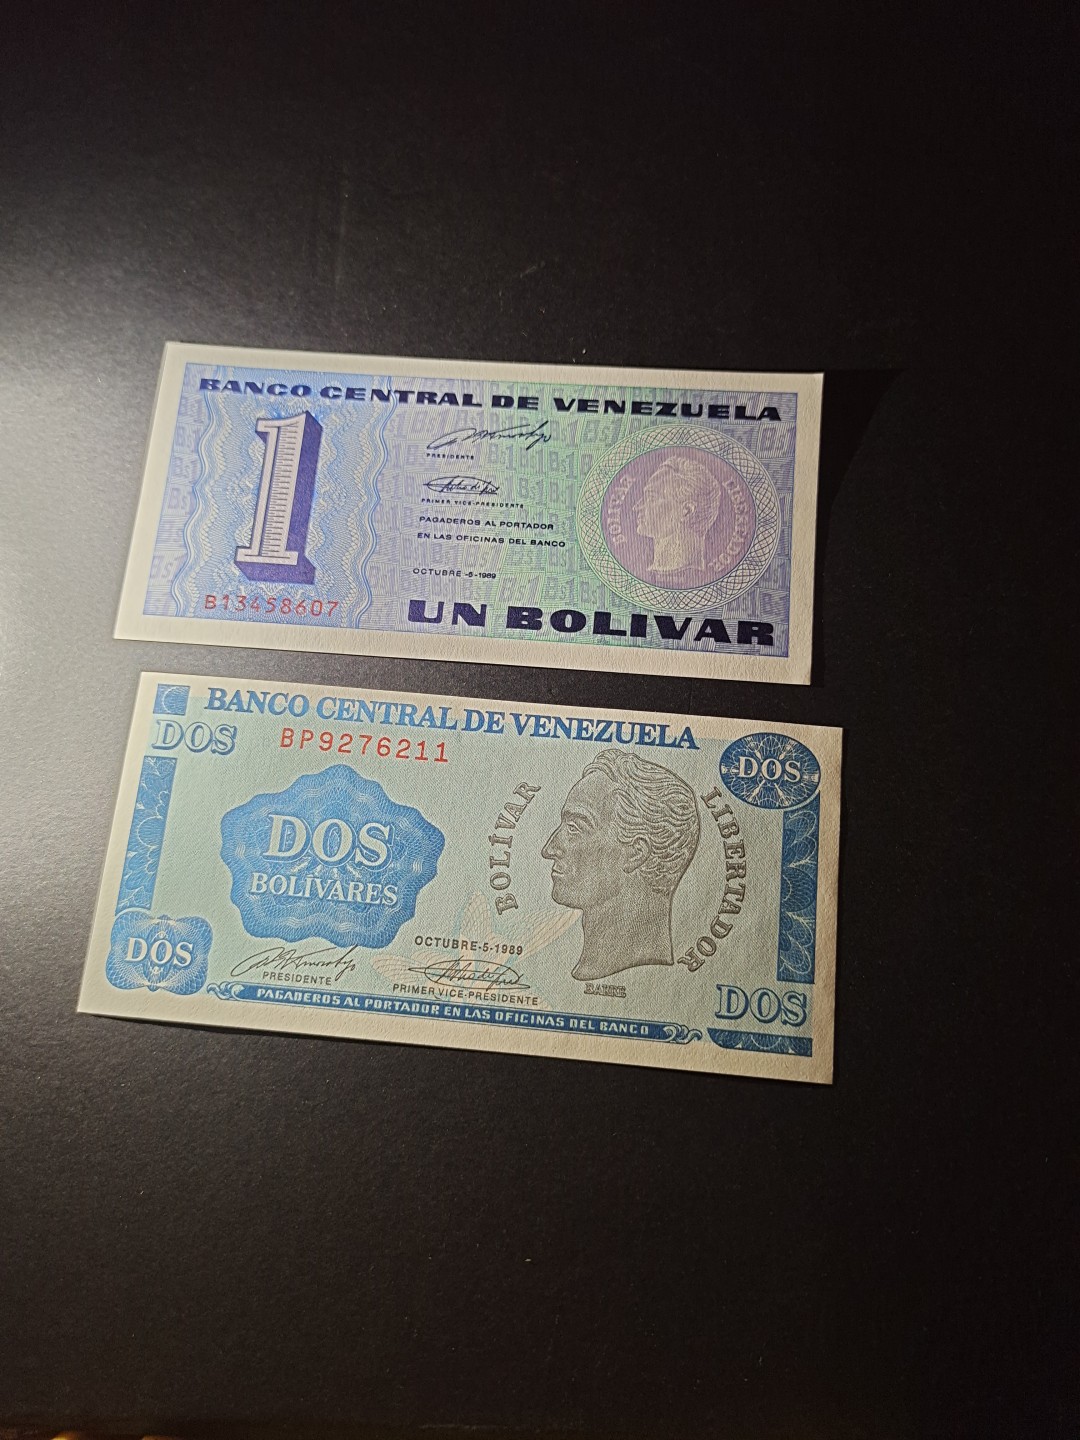 BANCO CENTRAL DE VENEZUELA
1
PRESIDENTE
PRIMER VICE-PRESIDENTE
PAGADEROS AL PORTADOR
EN LAS OFICINAS DEL BANCO
OCTUBRE -5-1989
BOLIVAR
LIBERTADOR
B13458607
UN BOLIVAR
BANCO CENTRAL DE VENEZUELA
DOS
BP9276211
DOS
DOS
BOLÍVARES
BOLÍVAR
LIBERTADOR
DOS
OCTUBRE-5-1989
PRESIDENTE
PRIMER VICE-PRESIDENTE
BARRE
DOS
PAGADEROS AL PORTADOR EN LAS OFICINAS DEL BANCO